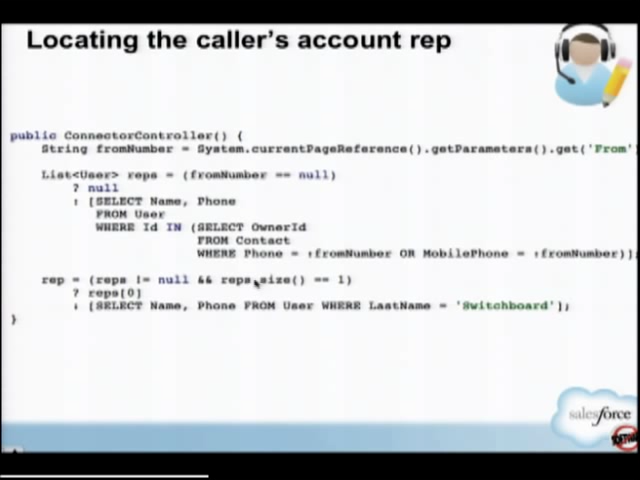 Locating the caller's account rep
public ConnectorController() {
String fromNumber = System.currentPageReference().getParameters().get('From'
List<User> reps = (fromNumber == null)
? null
: [SELECT Name, Phone
FROM User
WHERE Id IN (SELECT OwnerId
FROM Contact
WHERE Phone = :fromNumber OR MobilePhone = :fromNumber)];
rep = (reps != null && reps.size() == 1)
? reps[0]
: [SELECT Name, Phone FROM User WHERE LastName = 'Switchboard'];
}
salesforce